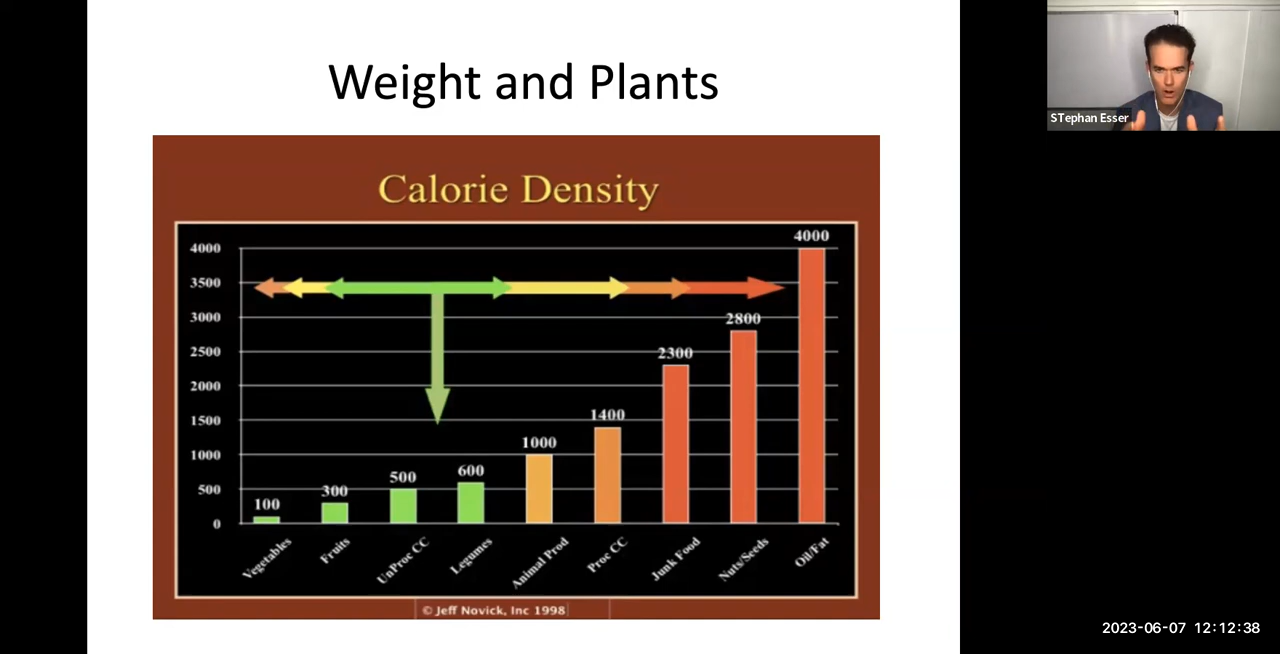 Weight and Plants
STephan Esser
Calorie Density
4000
4000
3500
3000
2800
2500
2300
2000
1500
1400
1000
1000
500
600
500
300
100
0
Vegetables
Fruits
UnProc CC
Legumes
Animal Prod
Proc CC
Junk Food
Nuts/Seeds
Oil/Fat
© Jeff Novick, Inc 1998
2023-06-07 12:12:38